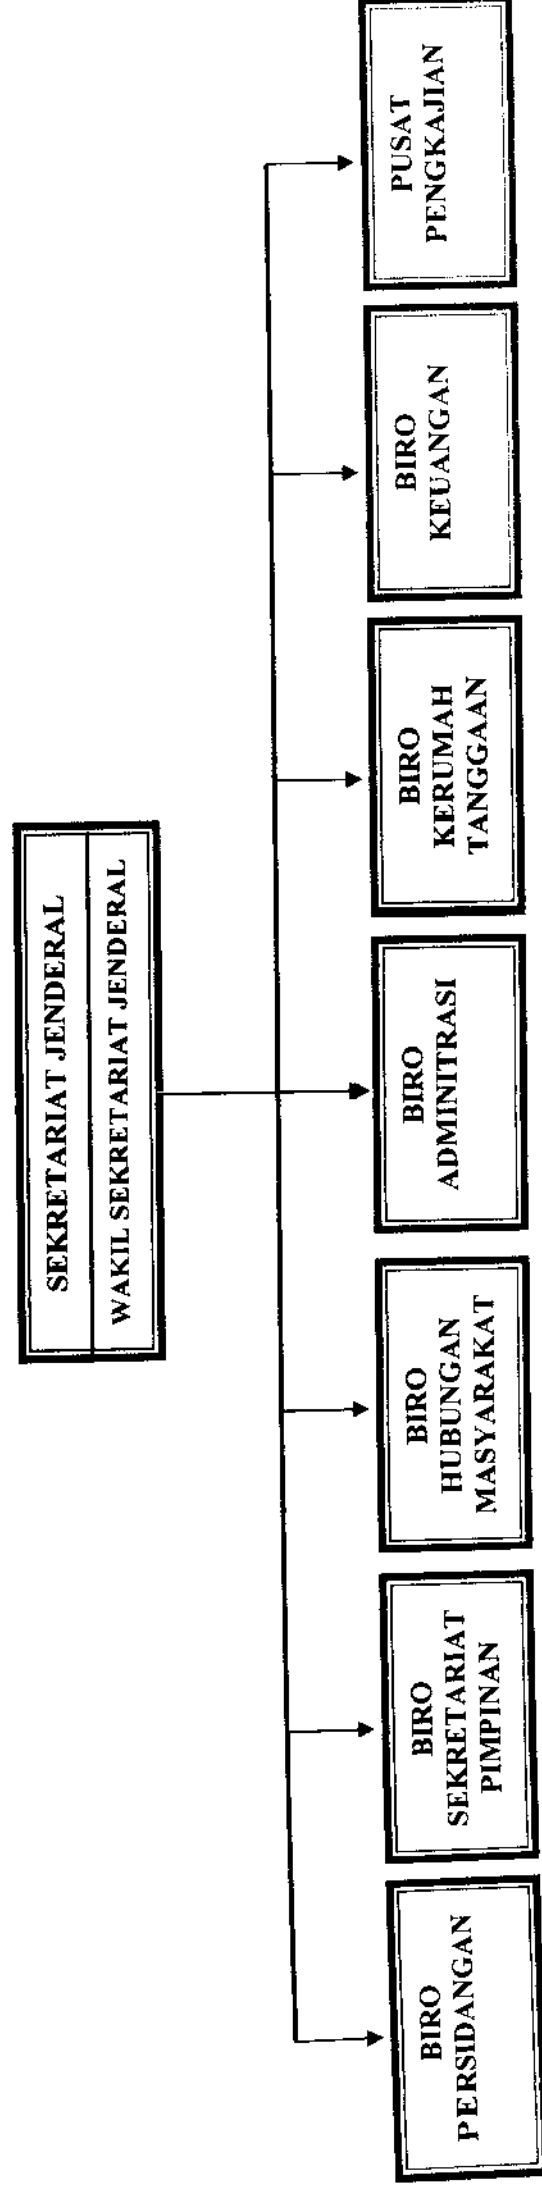 SEKRETARIAT JENDERAL
WAKIL SEKRETARIAT JENDERAL
BIRO
PERSIDANGAN
BIRO
SEKRETARIAT
PIMPINAN
BIRO
HUBUNGAN
MASYARAKAT
BIRO
ADMINITRASI
BIRO
KERUMAH
TANGGAAN
BIRO
KEUANGAN
PUSAT
PENGKAJIAN